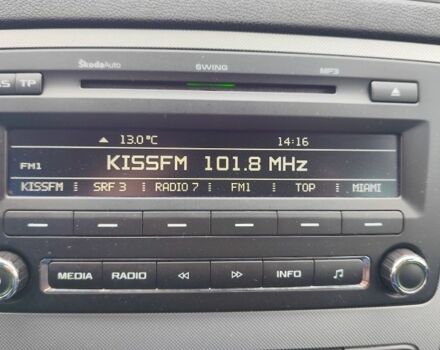 ŠkodaAuto SWING MP3
AS TP
13.0°C 14:16
FM1 KISSFM 101.8 MHz
KISSFM SRF 3 RADIO 7 FM1 TOP MIAMI
MEDIA RADIO INFO